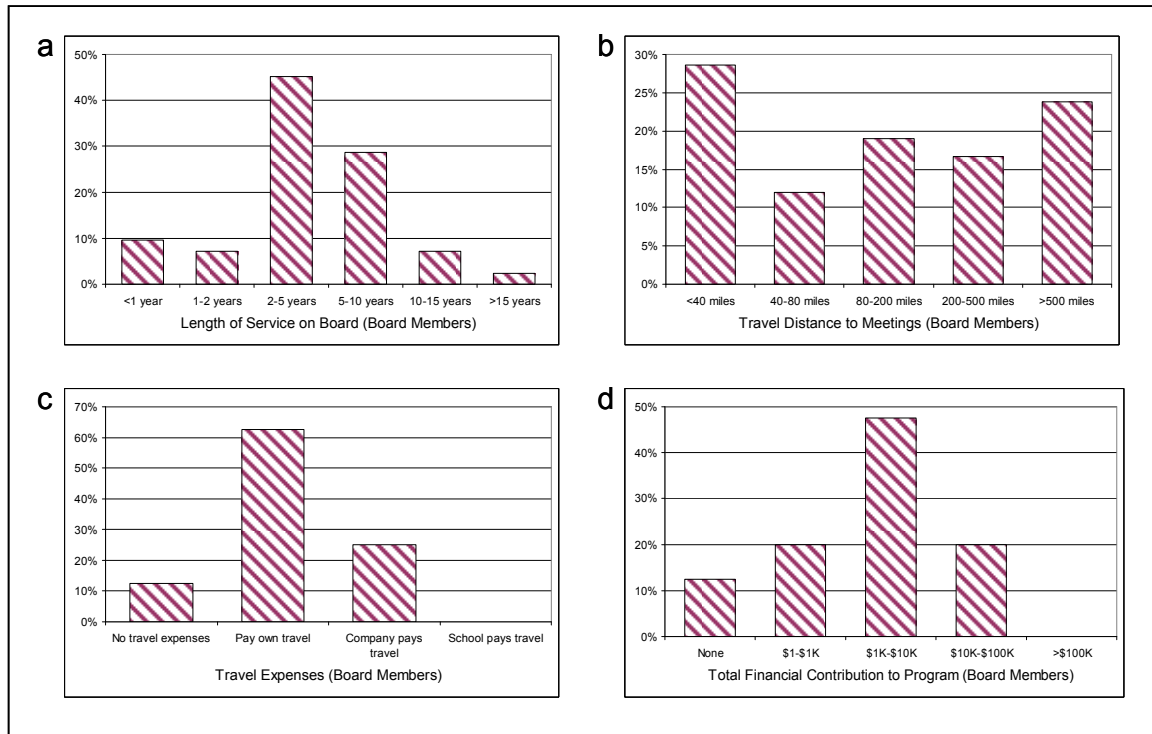 a
50%
40%
30%
20%
10%
0%
<1 year 1-2 years 2-5 years 5-10 years 10-15 years >15 years
Length of Service on Board (Board Members)
b
30%
25%
20%
15%
10%
5%
0%
<40 miles 40-80 miles 80-200 miles 200-500 miles >500 miles
Travel Distance to Meetings (Board Members)
c
70%
60%
50%
40%
30%
20%
10%
0%
No travel expenses Pay own travel Company pays School pays travel
travel
Travel Expenses (Board Members)
d
50%
40%
30%
20%
10%
0%
None $1-$1K $1K-$10K $10K-$100K >$100K
Total Financial Contribution to Program (Board Members)